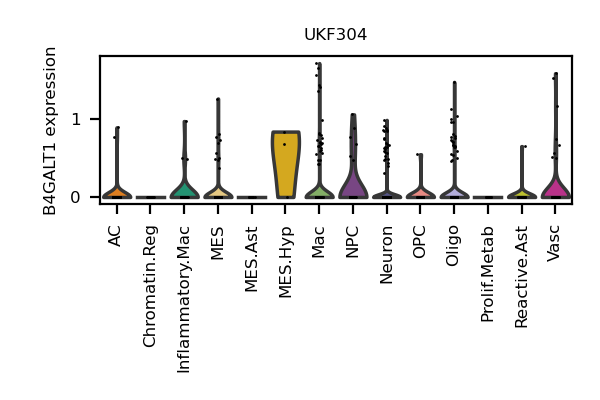 UKF304
B4GALT1 expression
1
0
AC
Chromatin.Reg
Inflammatory.Mac
MES
MES.Ast
MES.Hyp
Mac
NPC
Neuron
OPC
Oligo
Prolif.Metab
Reactive.Ast
Vasc